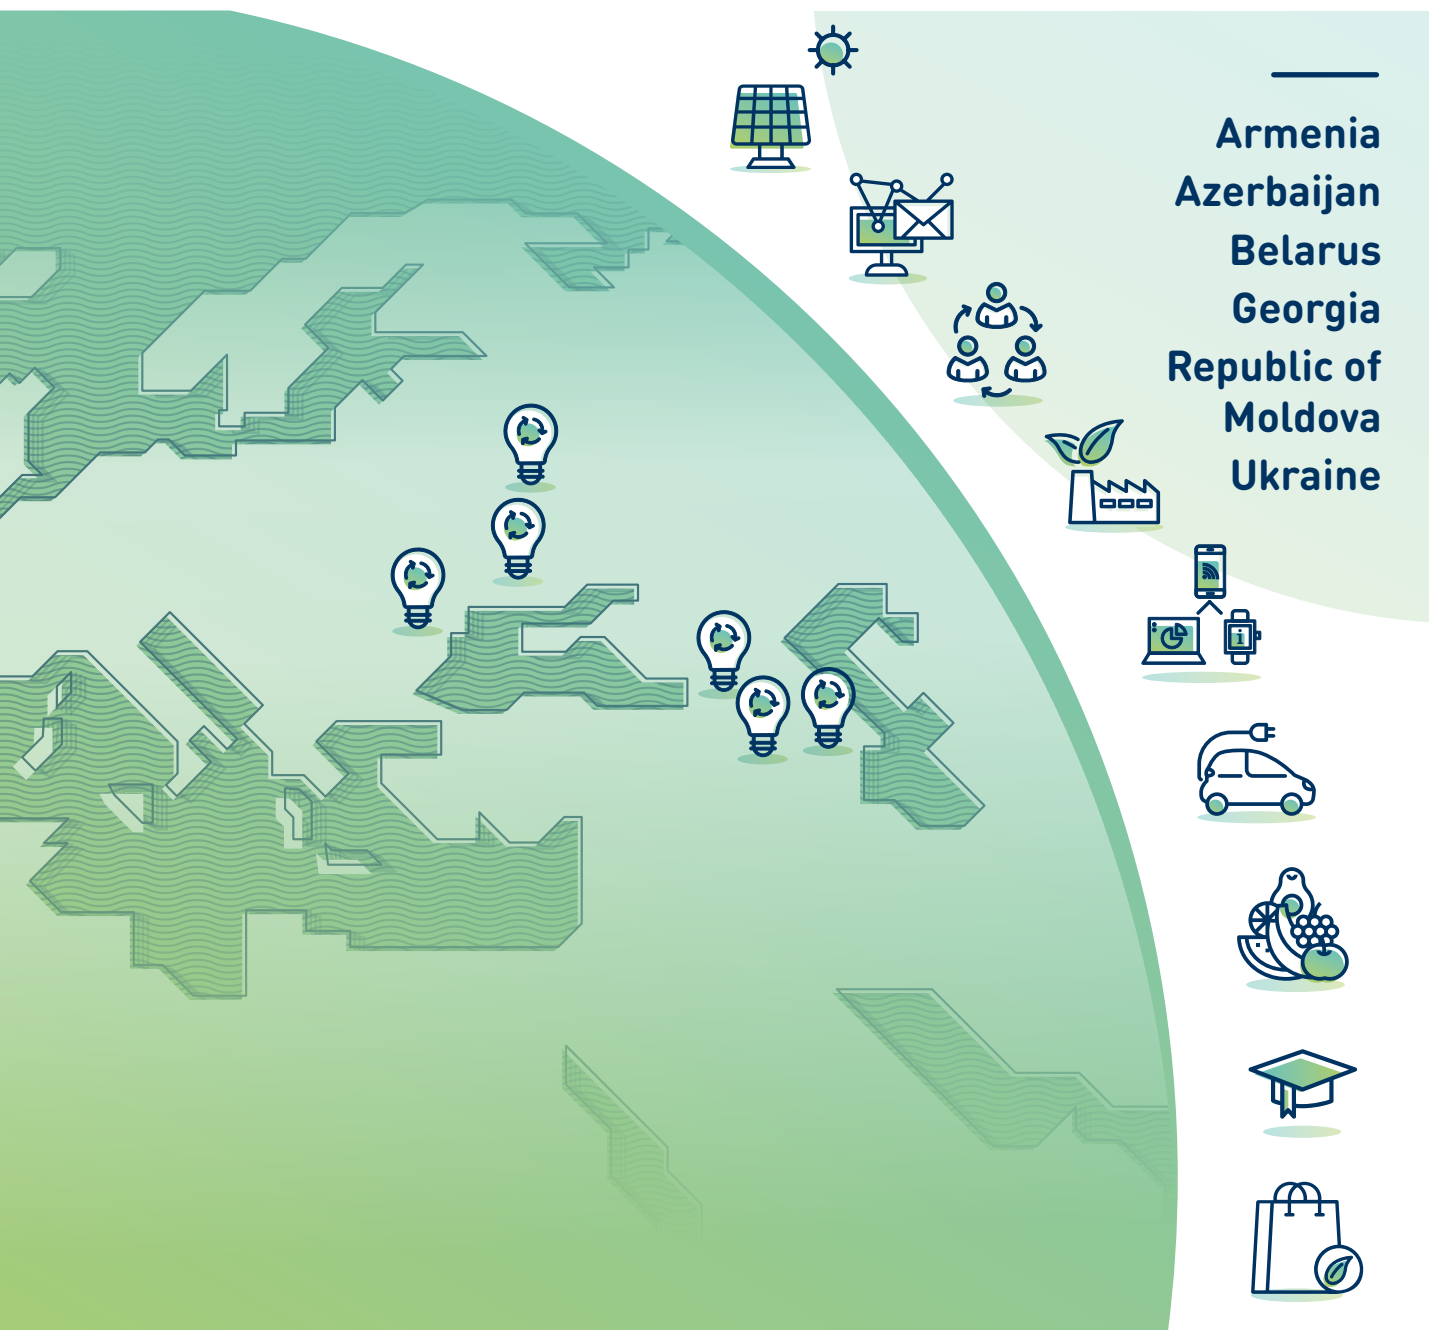 Armenia
Azerbaijan
Belarus
Georgia
Republic of
Moldova
Ukraine
i